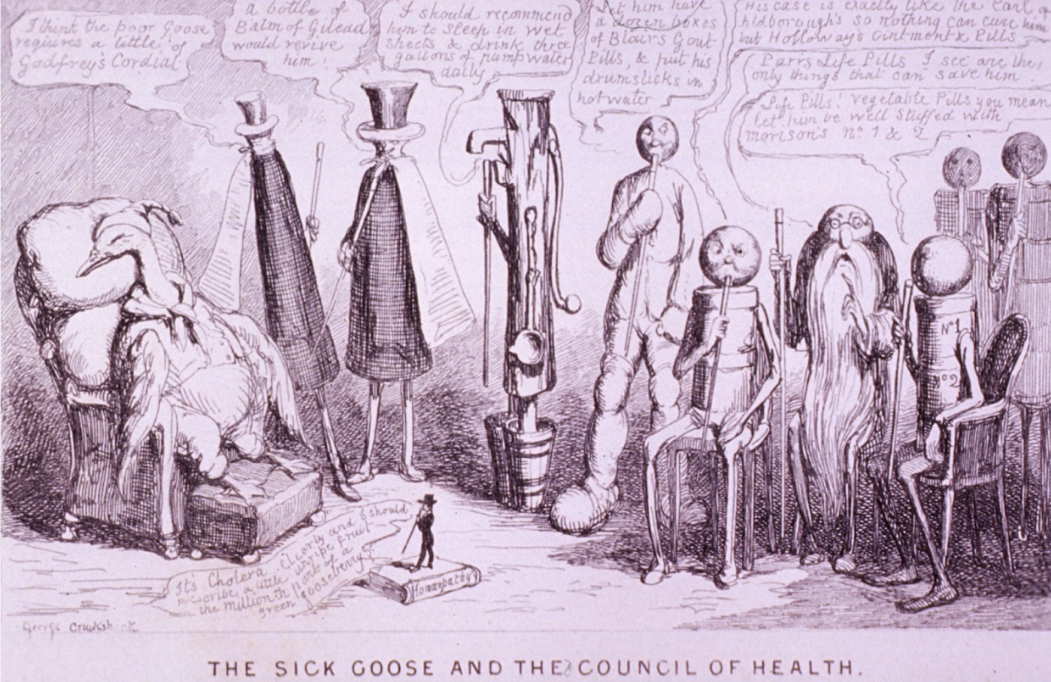 I think the poor Goose
requires a little of
Godfrey's Cordial
a bottle of
Balm of Gilead
would revive
him!
I should recommend
him to sleep in wet
sheets & drink three
gallons of pump water
daily
him have
a dozen boxes
of Blair's Gout
Pills, & put his
drumsticks in
hot water
His case is exactly like the Earl of
so nothing can cure him
but Holloway's Ointment & Pills
Parrs Life Pills I see are the
only things that can save him.
Life Pills! Vegetable Pills you mean
let him be well stuffed with
morison's no 1 & 2
No 1
No 2
It's Cholera clearly and I should
a little unripe fruit
the millionth part of a
green gooseberry
Homœopathy
George Cruikshank
THE SICK GOOSE AND THE COUNCIL OF HEALTH.